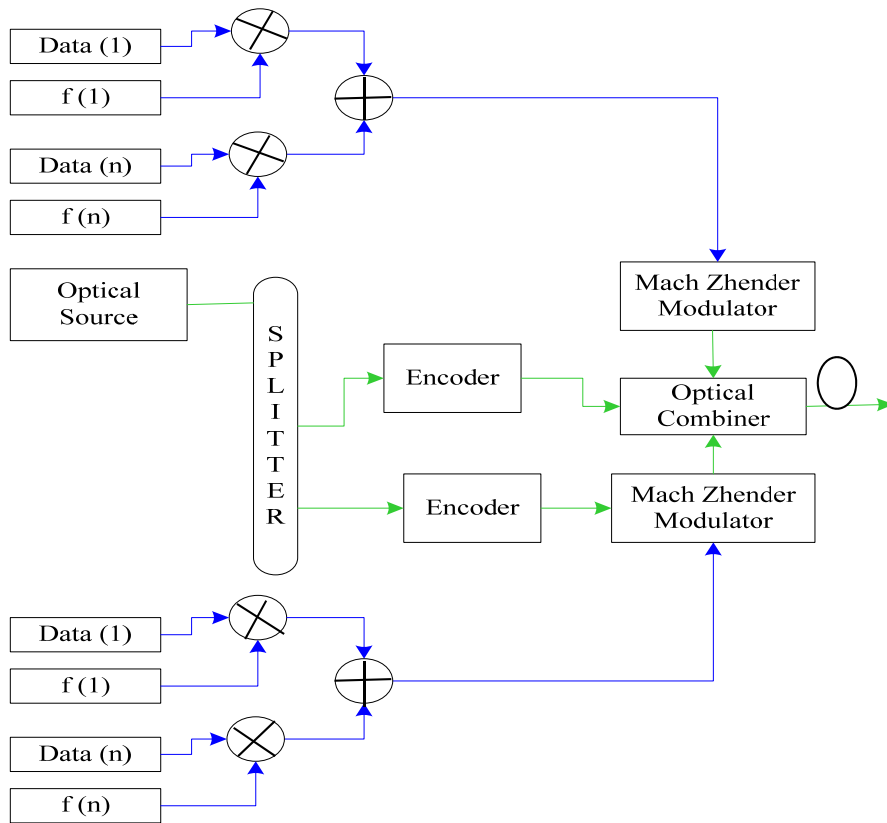 Data (1)
f (1)
Data (n)
f (n)
Optical
Source
SPLITTER
Encoder
Encoder
Mach Zhender
Modulator
Optical
Combiner
Mach Zhender
Modulator
Data (1)
f (1)
Data (n)
f (n)